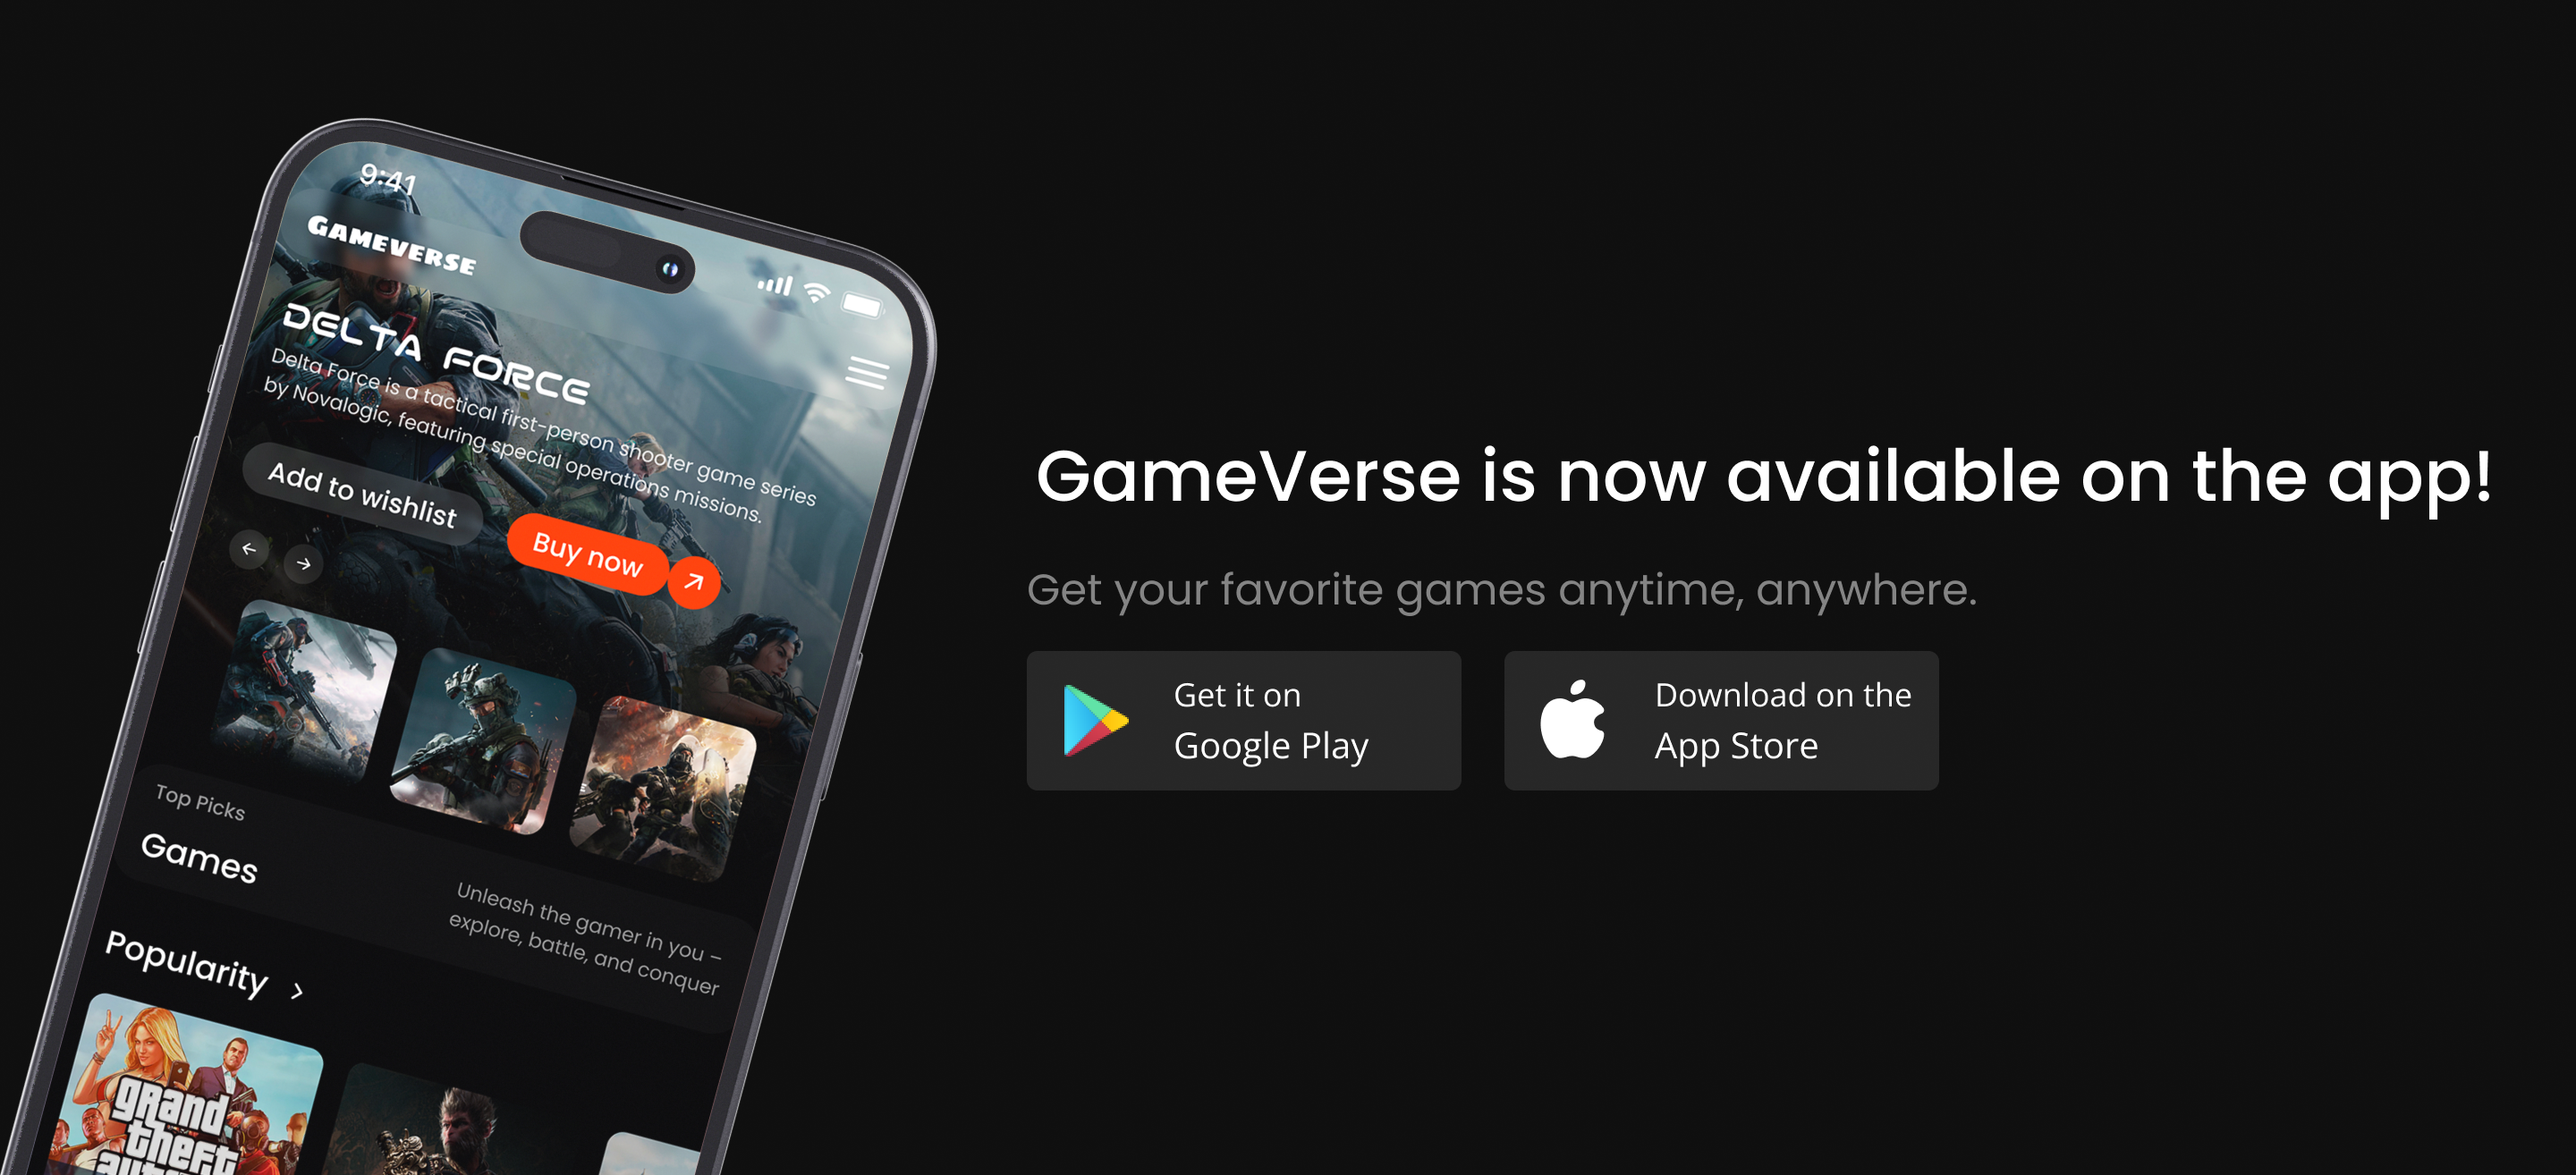 9:41
GAMEVERSE
DELTA FORCE
Delta Force is a tactical first-person shooter game series
by Novalogic, featuring special operations missions.
Add to wishlist
Buy now
Top Picks
Games
Unleash the gamer in you –
explore, battle, and conquer
Popularity
grand
theft
GameVerse is now available on the app!
Get your favorite games anytime, anywhere.
Get it on
Google Play
Download on the
App Store